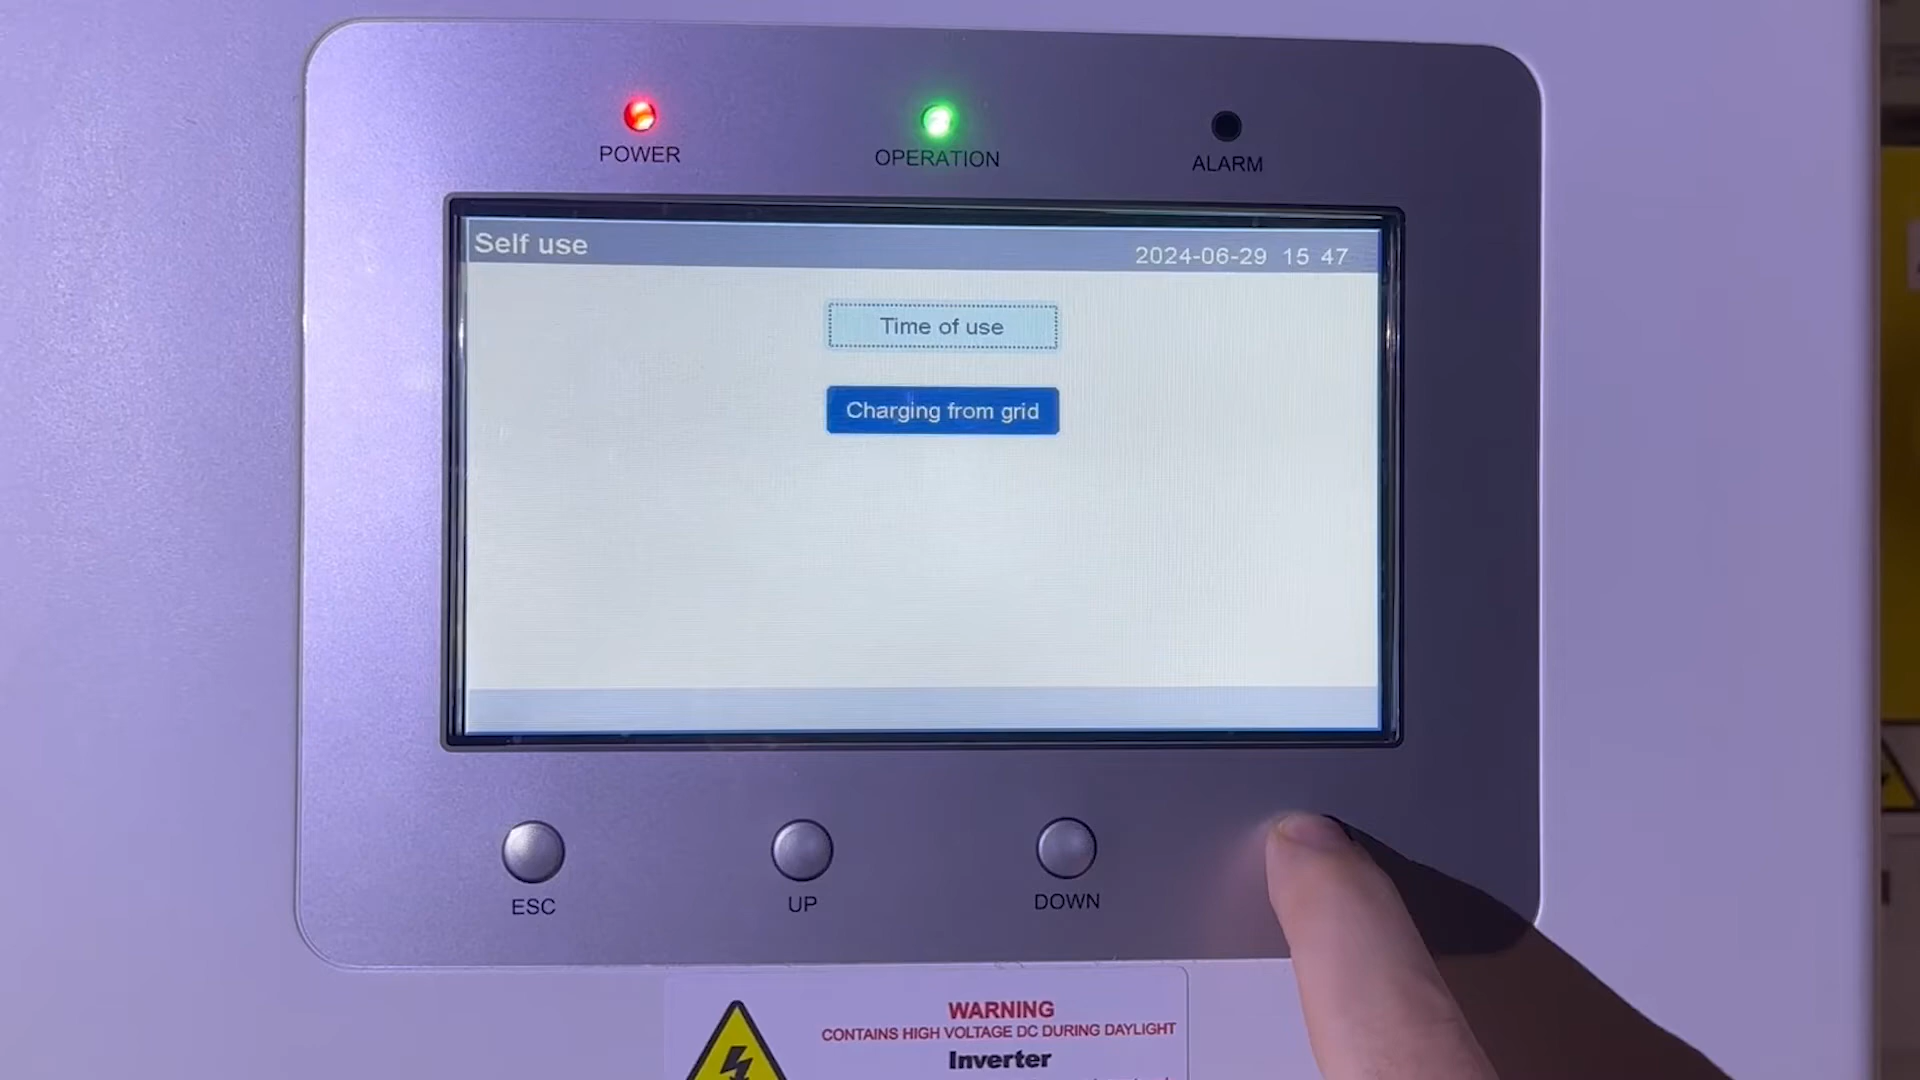 POWER
OPERATION
ALARM
Self use
2024-06-29 15 47
Time of use
Charging from grid
ESC
UP
DOWN
WARNING
CONTAINS HIGH VOLTAGE DC DURING DAYLIGHT
Inverter